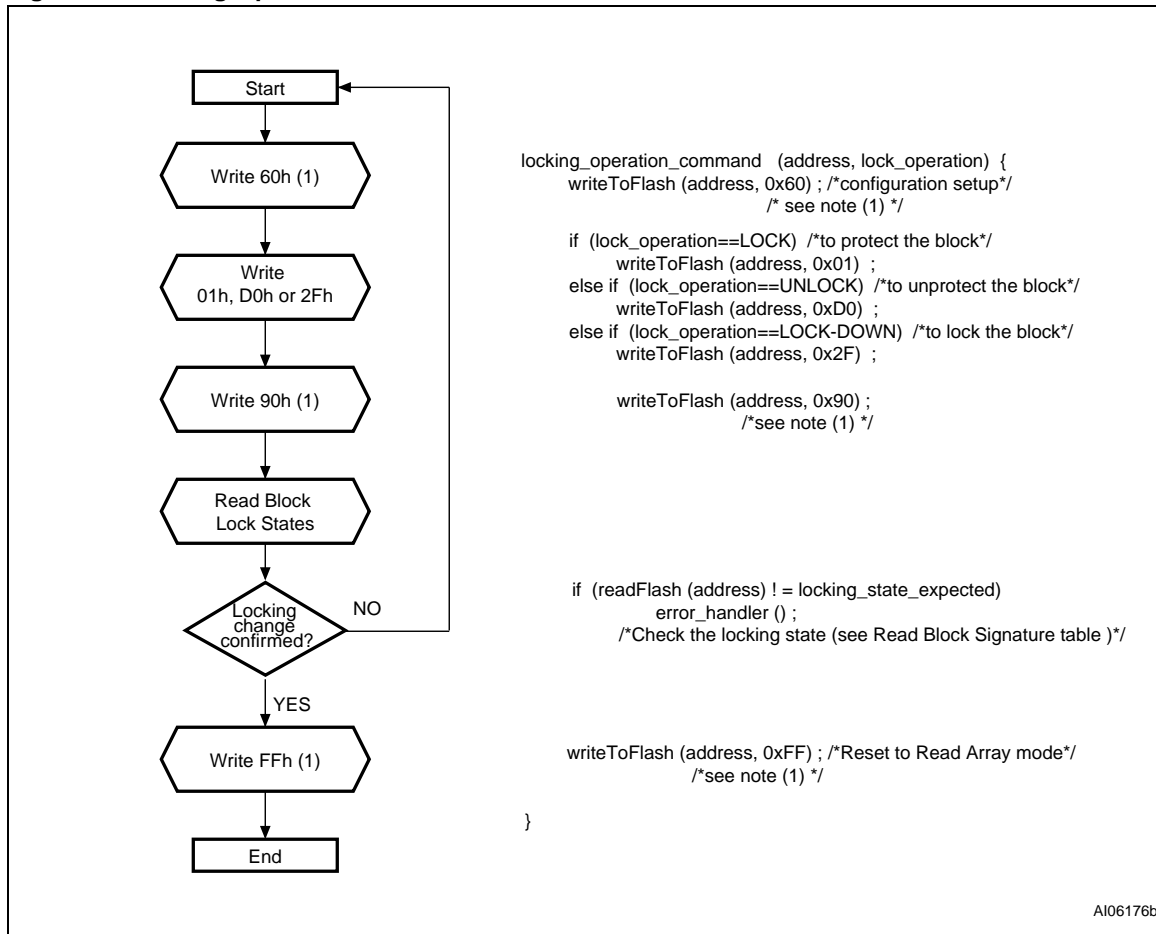 Start
Write 60h (1)
Write
01h, D0h or 2Fh
Write 90h (1)
Read Block
Lock States
Locking
change
confirmed?
NO
YES
Write FFh (1)
End
locking_operation_command (address, lock_operation) {
writeToFlash (address, 0x60) ; /*configuration setup*/
/* see note (1) */
if (lock_operation==LOCK) /*to protect the block*/
writeToFlash (address, 0x01) ;
else if (lock_operation==UNLOCK) /*to unprotect the block*/
writeToFlash (address, 0xD0) ;
else if (lock_operation==LOCK-DOWN) /*to lock the block*/
writeToFlash (address, 0x2F) ;
writeToFlash (address, 0x90) ;
/*see note (1) */
if (readFlash (address) ! = locking_state_expected)
error_handler () ;
/*Check the locking state (see Read Block Signature table )*/
writeToFlash (address, 0xFF) ; /*Reset to Read Array mode*/
/*see note (1) */
}
AI06176b